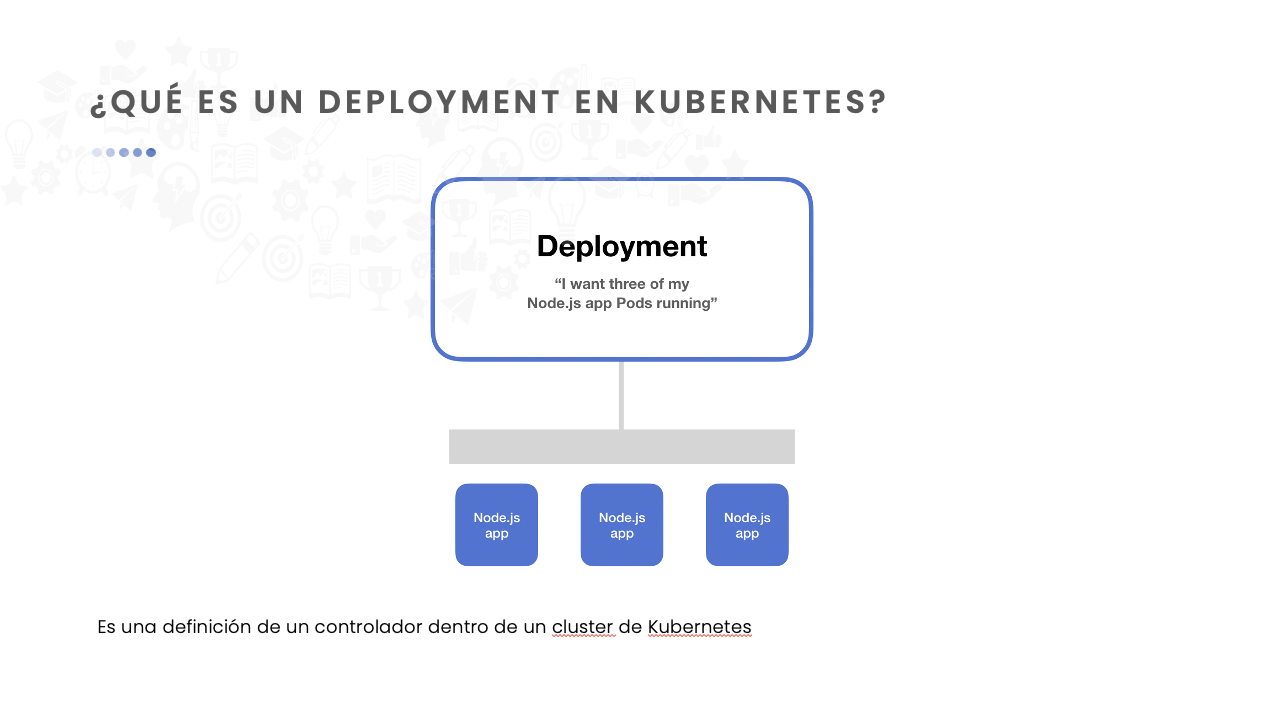 ¿QUÉ ES UN DEPLOYMENT EN KUBERNETES?
Deployment
“I want three of my
Node.js app Pods running”
Node.js
app
Node.js
app
Node.js
app
Es una definición de un controlador dentro de un cluster de Kubernetes